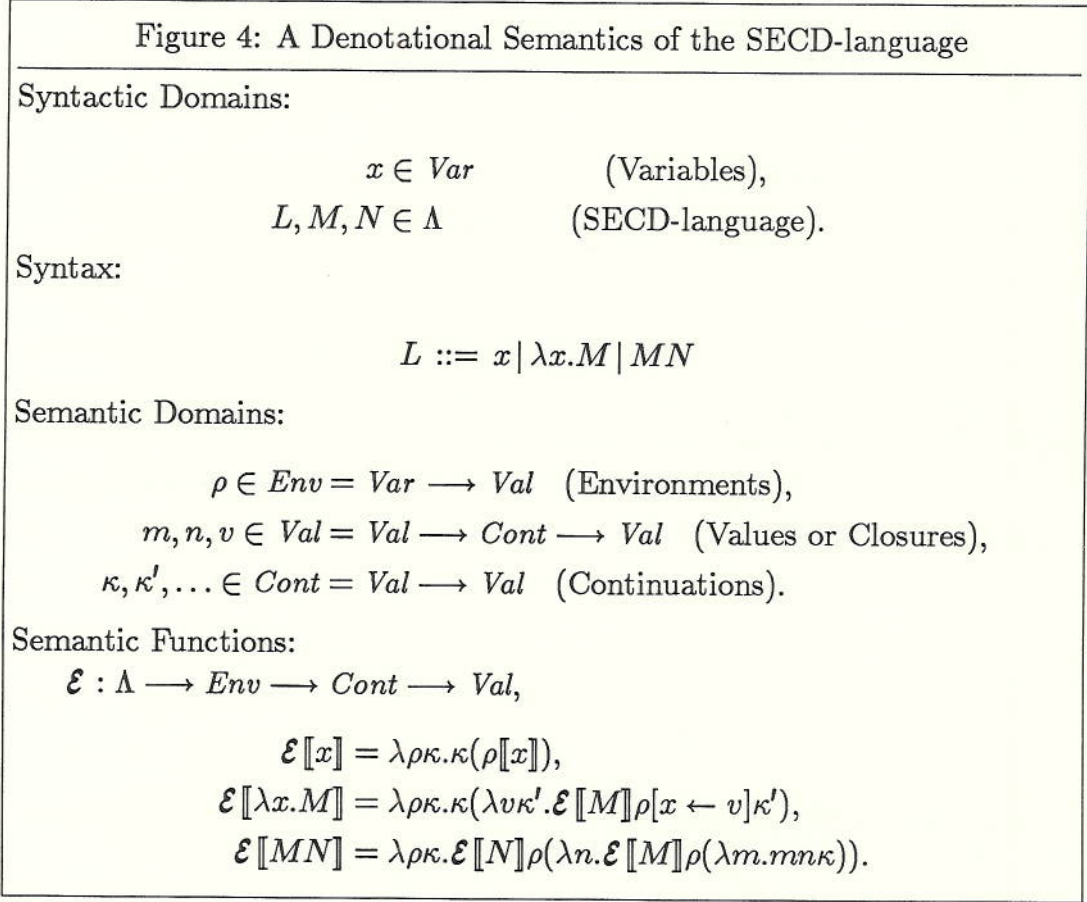 Figure 4: A Denotational Semantics of the SECD-language
Syntactic Domains:
x ∈ Var (Variables),
L, M, N ∈ Λ (SECD-language).
Syntax:
L ::= x | λx.M | MN
Semantic Domains:
ρ ∈ Env = Var ⟶ Val (Environments),
m, n, v ∈ Val = Val ⟶ Cont ⟶ Val (Values or Closures),
κ, κ′, … ∈ Cont = Val ⟶ Val (Continuations).
Semantic Functions:
ℰ : Λ ⟶ Env ⟶ Cont ⟶ Val,
ℰ⟦x⟧ = λρκ.κ(ρ⟦x⟧),
ℰ⟦λx.M⟧ = λρκ.κ(λvκ′.ℰ⟦M⟧ρ[x ← v]κ′),
ℰ⟦MN⟧ = λρκ.ℰ⟦N⟧ρ(λn.ℰ⟦M⟧ρ(λm.mnκ)).